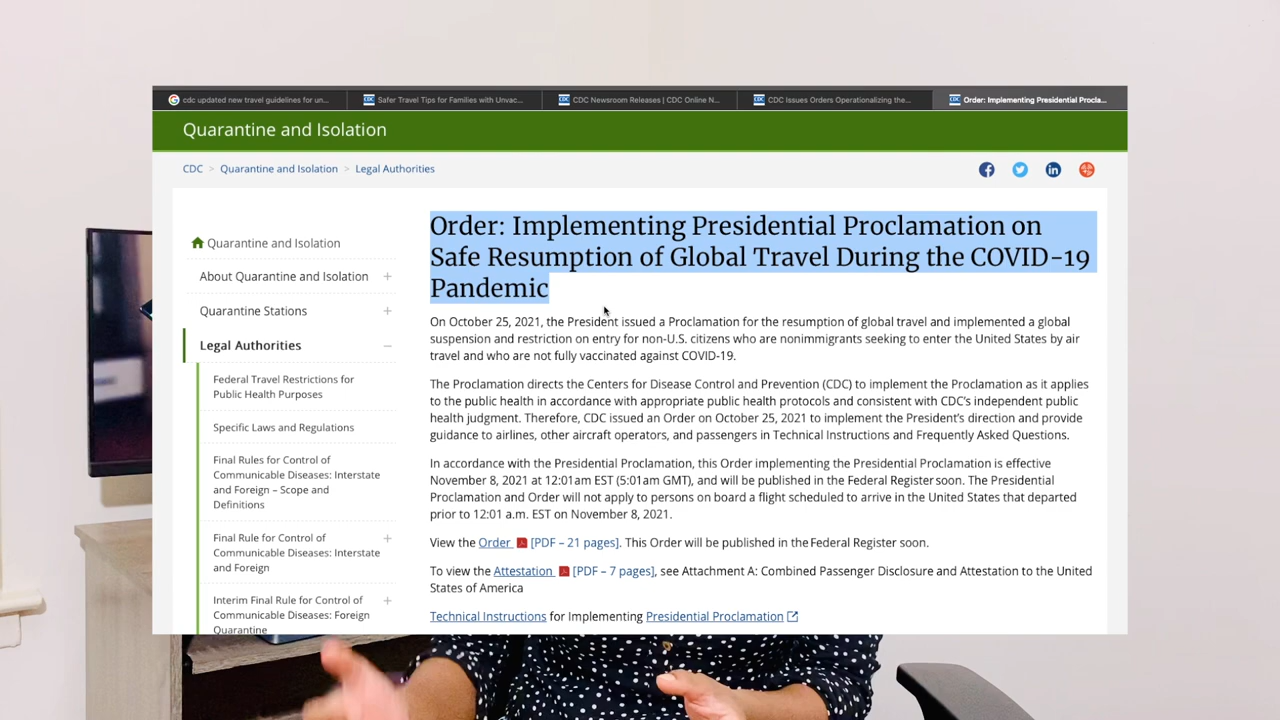 cdc updated new travel guidelines for un...
Safer Travel Tips for Families with Unvac...
CDC Newsroom Releases | CDC Online N...
CDC Issues Orders Operationalizing the...
Order: Implementing Presidential Procla...
Quarantine and Isolation
CDC > Quarantine and Isolation > Legal Authorities
Quarantine and Isolation
About Quarantine and Isolation
Quarantine Stations
Legal Authorities
Federal Travel Restrictions for
Public Health Purposes
Specific Laws and Regulations
Final Rules for Control of
Communicable Diseases: Interstate
and Foreign – Scope and
Definitions
Final Rule for Control of
Communicable Diseases: Interstate
and Foreign
Interim Final Rule for Control of
Communicable Diseases: Foreign
Quarantine
Order: Implementing Presidential Proclamation on
Safe Resumption of Global Travel During the COVID-19
Pandemic
On October 25, 2021, the President issued a Proclamation for the resumption of global travel and implemented a global
suspension and restriction on entry for non-U.S. citizens who are nonimmigrants seeking to enter the United States by air
travel and who are not fully vaccinated against COVID-19.
The Proclamation directs the Centers for Disease Control and Prevention (CDC) to implement the Proclamation as it applies
to the public health in accordance with appropriate public health protocols and consistent with CDC's independent public
health judgment. Therefore, CDC issued an Order on October 25, 2021 to implement the President's direction and provide
guidance to airlines, other aircraft operators, and passengers in Technical Instructions and Frequently Asked Questions.
In accordance with the Presidential Proclamation, this Order implementing the Presidential Proclamation is effective
November 8, 2021 at 12:01am EST (5:01am GMT), and will be published in the Federal Register soon. The Presidential
Proclamation and Order will not apply to persons on board a flight scheduled to arrive in the United States that departed
prior to 12:01 a.m. EST on November 8, 2021.
View the Order [PDF – 21 pages]. This Order will be published in the Federal Register soon.
To view the Attestation [PDF – 7 pages], see Attachment A: Combined Passenger Disclosure and Attestation to the United
States of America
Technical Instructions for Implementing Presidential Proclamation